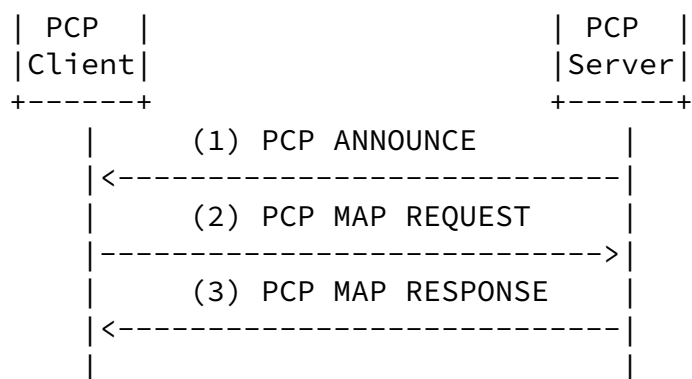 | PCP  |                       | PCP  |
|Client|                       |Server|
+------+                       +------+
    |     (1) PCP ANNOUNCE        |
    |<----------------------------|
    |     (2) PCP MAP REQUEST     |
    |---------------------------->|
    |     (3) PCP MAP RESPONSE    |
    |<----------------------------|
    |                             |